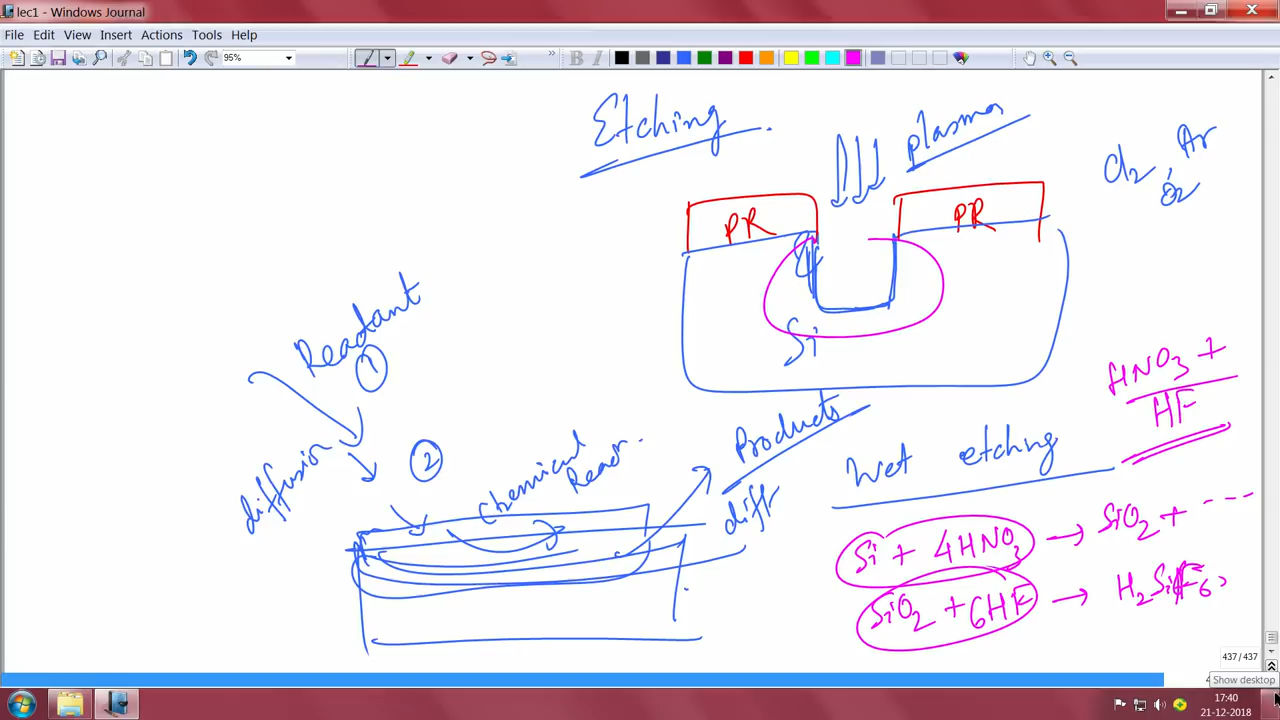 lec1 - Windows Journal
File Edit View Insert Actions Tools Help
95%
B I
Etching
plasma
Cl2, Ar
O2
PR
PR
Si
Reactant
1
diffusion
2
Chemical
React.
Products
diff
Wet etching
HNO3 +
HF
Si + 4HNO3 → SiO2 + ----
SiO2 + 6HF → H2SiF6
437 / 437
Show desktop
17:40
21-12-2018